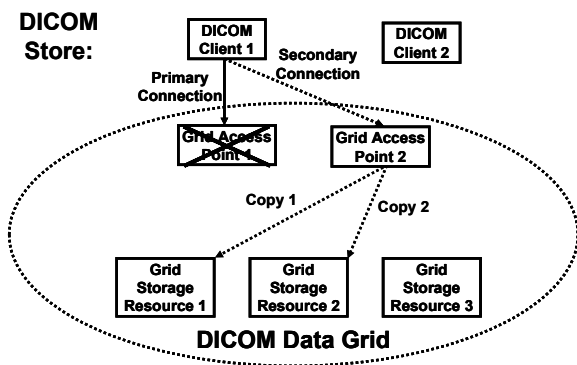 DICOM
Store:
DICOM
Client 1
DICOM
Client 2
Secondary
Connection
Primary
Connection
Grid Access
Point 1
Grid Access
Point 2
Copy 1
Copy 2
Grid
Storage
Resource 1
Grid
Storage
Resource 2
Grid
Storage
Resource 3
DICOM Data Grid